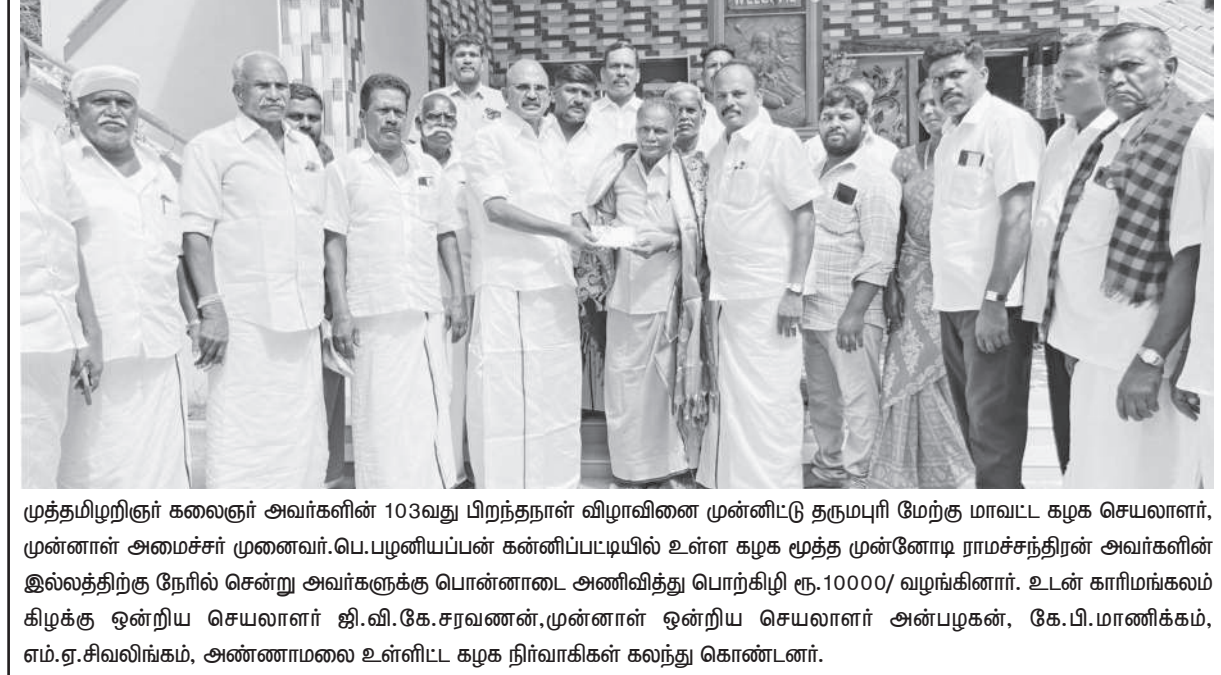 முத்தமிழறிஞர் கலைஞர் அவர்களின் 103வது பிறந்தநாள் விழாவினை முன்னிட்டு தருமபுரி மேற்கு மாவட்ட கழக செயலாளர்,
முன்னாள் அமைச்சர் முனைவர்.பெ.பழனியப்பன் கன்னிப்பட்டியில் உள்ள கழக மூத்த முன்னோடி ராமச்சந்திரன் அவர்களின்
இல்லத்திற்கு நேரில் சென்று அவர்களுக்கு பொன்னாடை அணிவித்து பொற்கிழி ரூ.10000/ வழங்கினார். உடன் காரிமங்கலம்
கிழக்கு ஒன்றிய செயலாளர் ஜி.வி.கே.சரவணன்,முன்னாள் ஒன்றிய செயலாளர் அன்பழகன், கே.பி.மாணிக்கம்,
எம்.ஏ.சிவலிங்கம், அண்ணாமலை உள்ளிட்ட கழக நிர்வாகிகள் கலந்து கொண்டனர்.